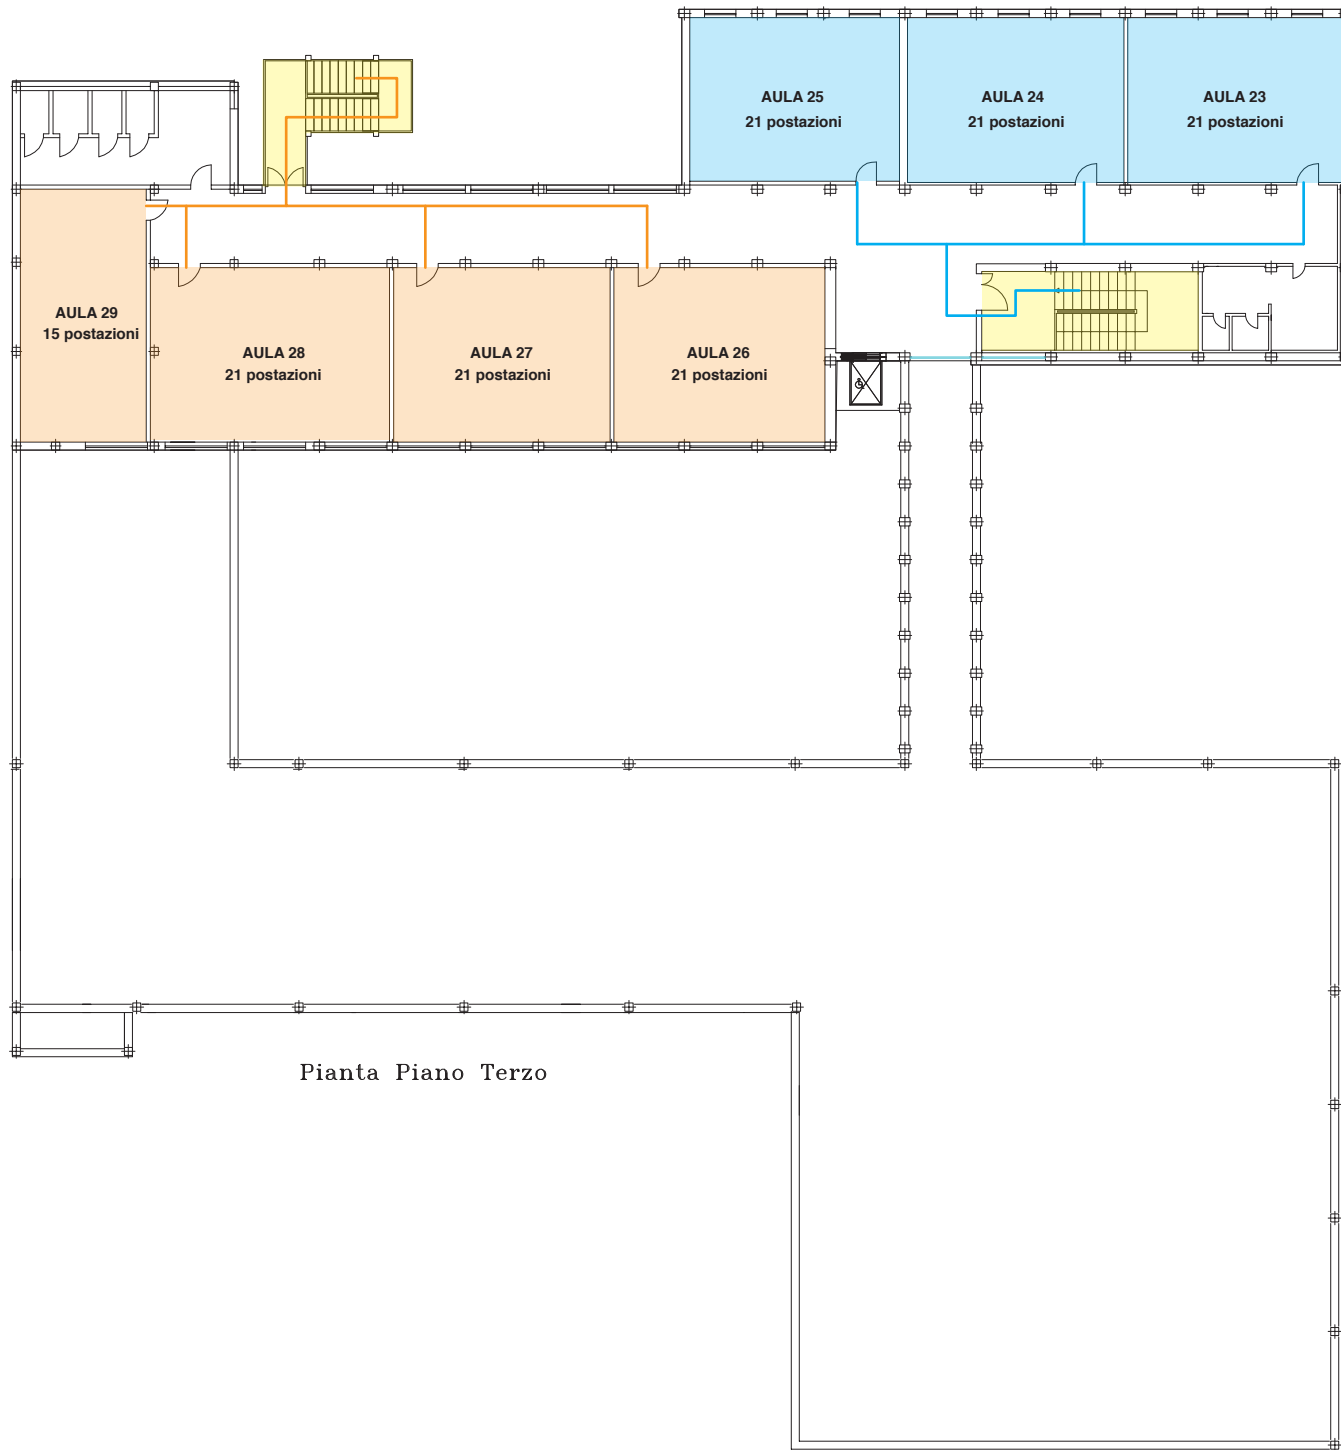 AULA 25
21 postazioni
AULA 24
21 postazioni
AULA 23
21 postazioni
AULA 29
15 postazioni
AULA 28
21 postazioni
AULA 27
21 postazioni
AULA 26
21 postazioni
Pianta Piano Terzo